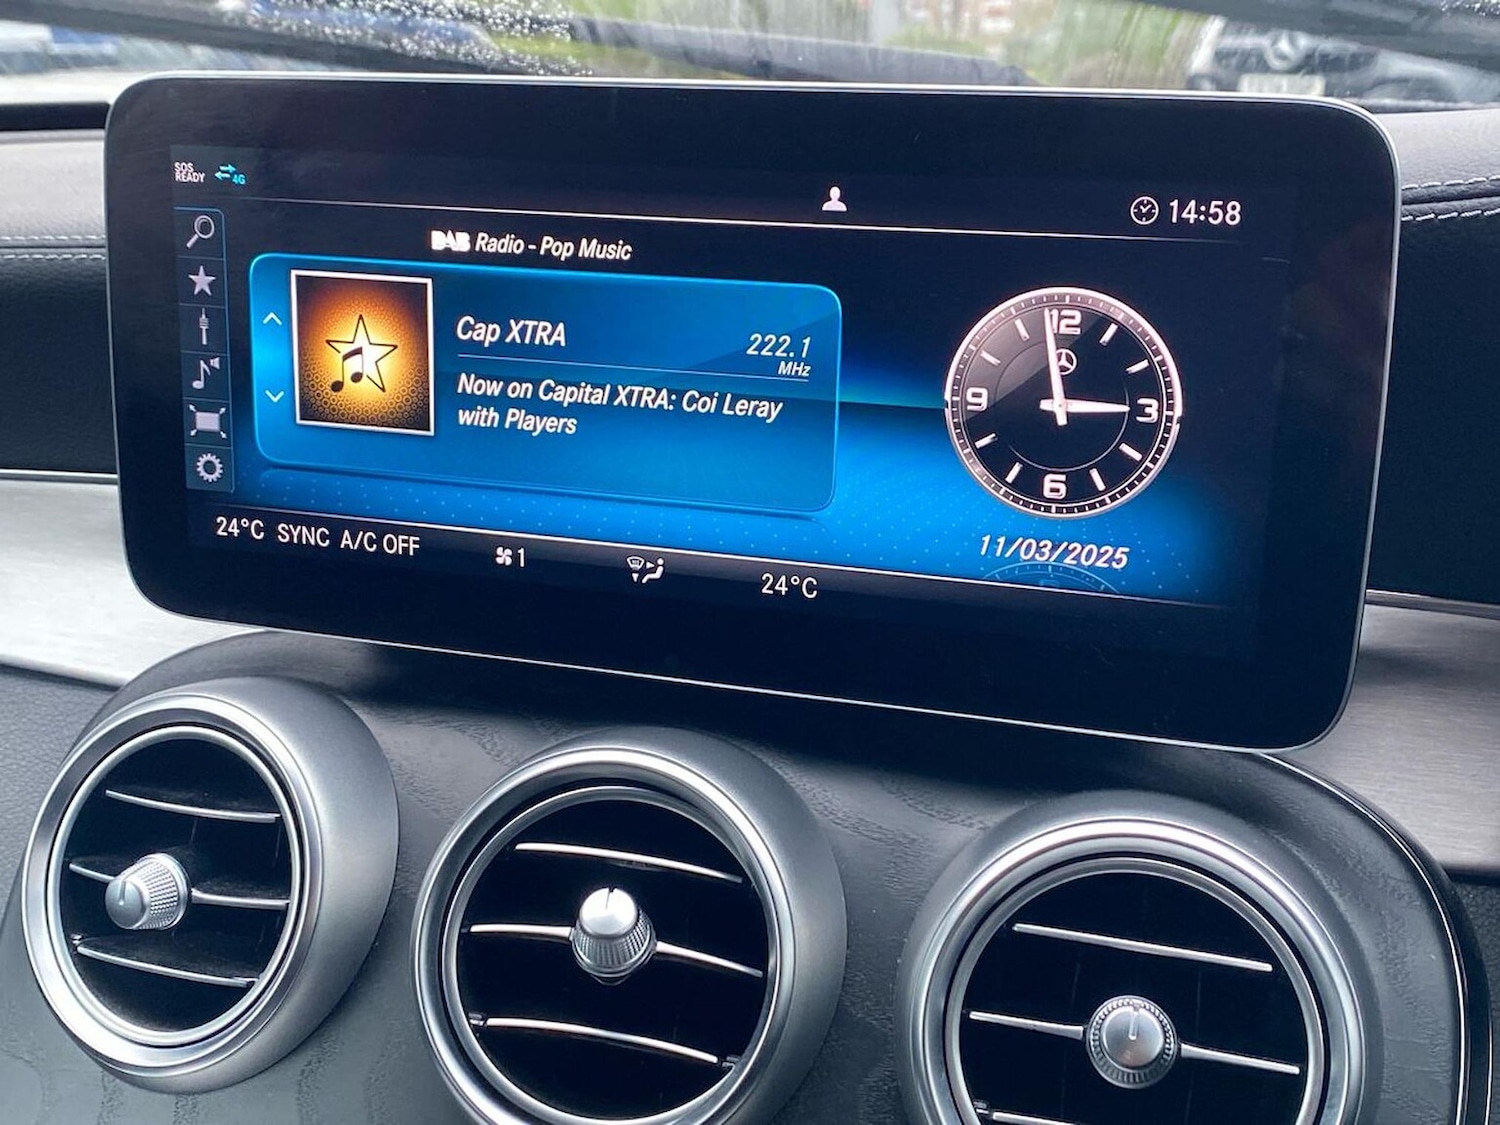 SOS
READY
4G
14:58
DAB Radio - Pop Music
Cap XTRA
222.1
MHz
Now on Capital XTRA: Coi Leray
with Players
12
3
6
9
11/03/2025
24°C SYNC A/C OFF
1
24°C